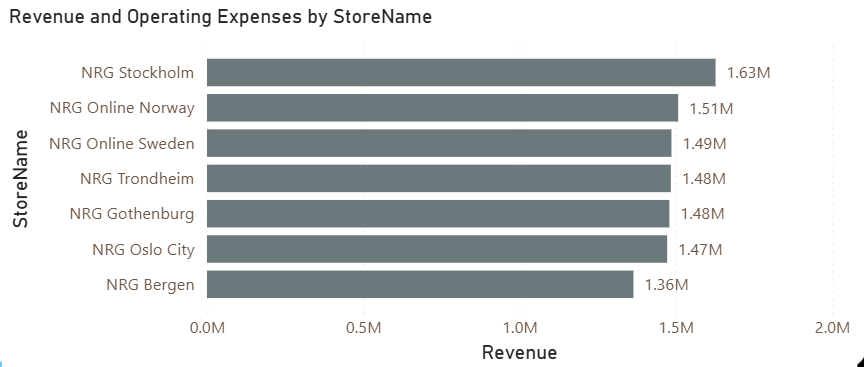 Revenue and Operating Expenses by StoreName
StoreName
NRG Stockholm 1.63M
NRG Online Norway 1.51M
NRG Online Sweden 1.49M
NRG Trondheim 1.48M
NRG Gothenburg 1.48M
NRG Oslo City 1.47M
NRG Bergen 1.36M
0.0M 0.5M 1.0M 1.5M 2.0M
Revenue